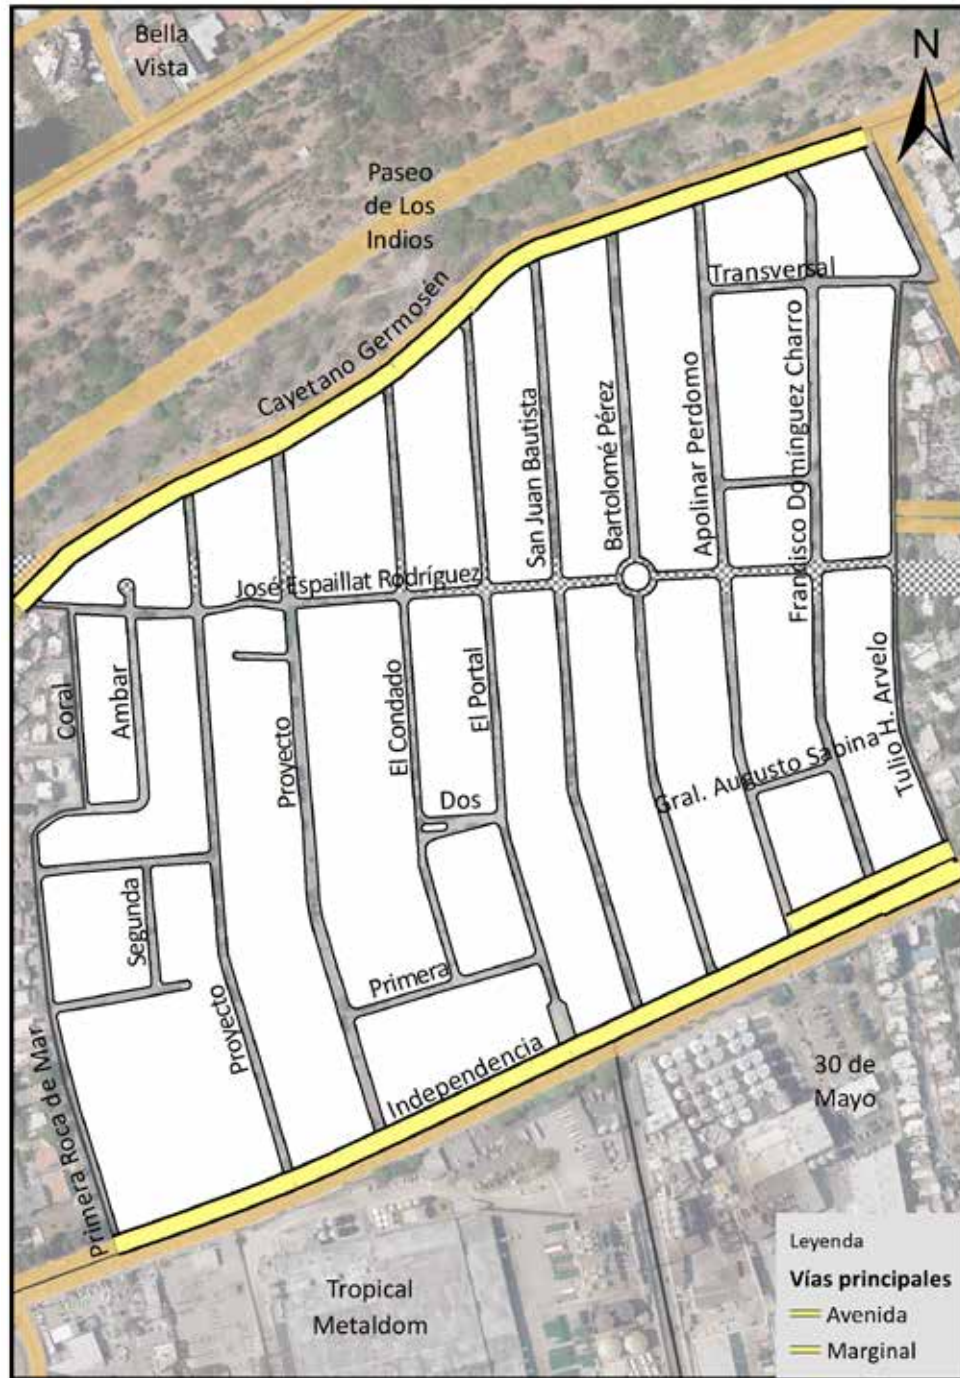 Bella
Vista
N
Paseo
de Los
Indios
Transversal
Cayetano Germosén
Francisco Domínguez Charro
San Juan Bautista
Bartolomé Pérez
Apolinar Perdomo
José Espaillat Rodríguez
Coral
Ambar
El Condado
El Portal
Tulio H. Arvelo
Proyecto
Gral. Augusto Sabina
Dos
Segunda
Primera
Proyecto
Independencia
Primera Roca de Mar
30 de
Mayo
Tropical
Metaldom
Leyenda
Vías principales
Avenida
Marginal